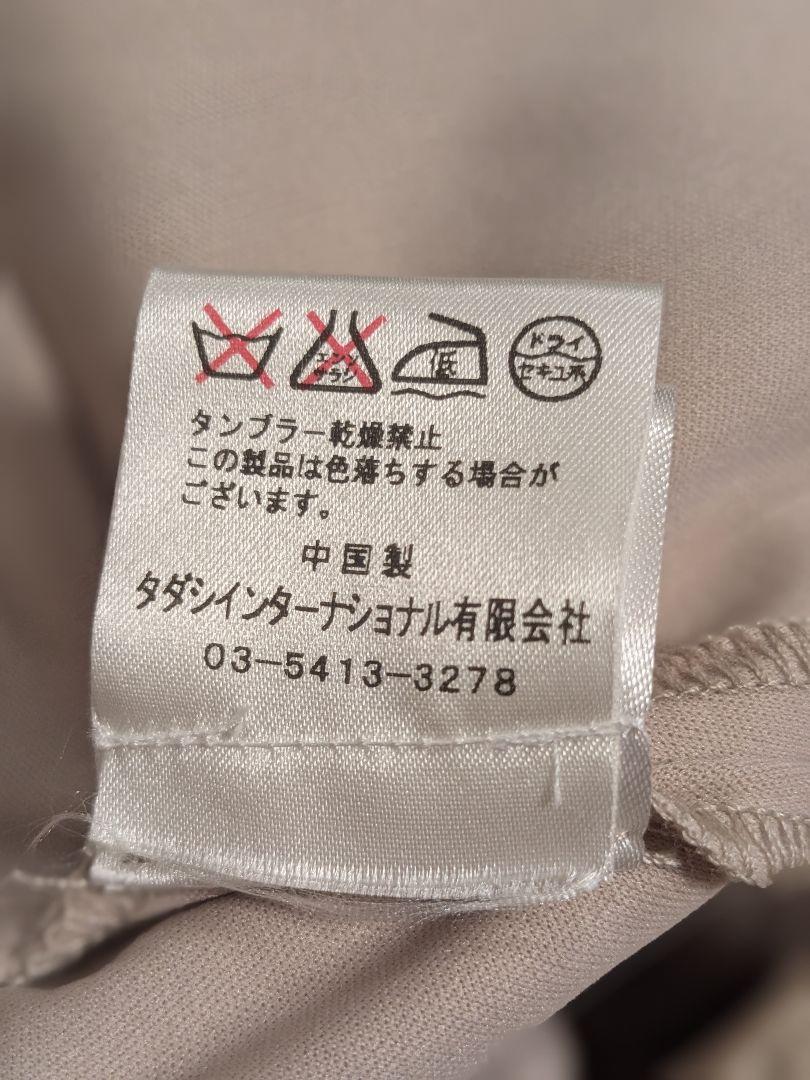 エンソ
サラシ
低
ドライ
セキユ系
タンブラー乾燥禁止
この製品は色落ちする場合が
ございます。
中国製
タダシインターナショナル有限会社
03-5413-3278